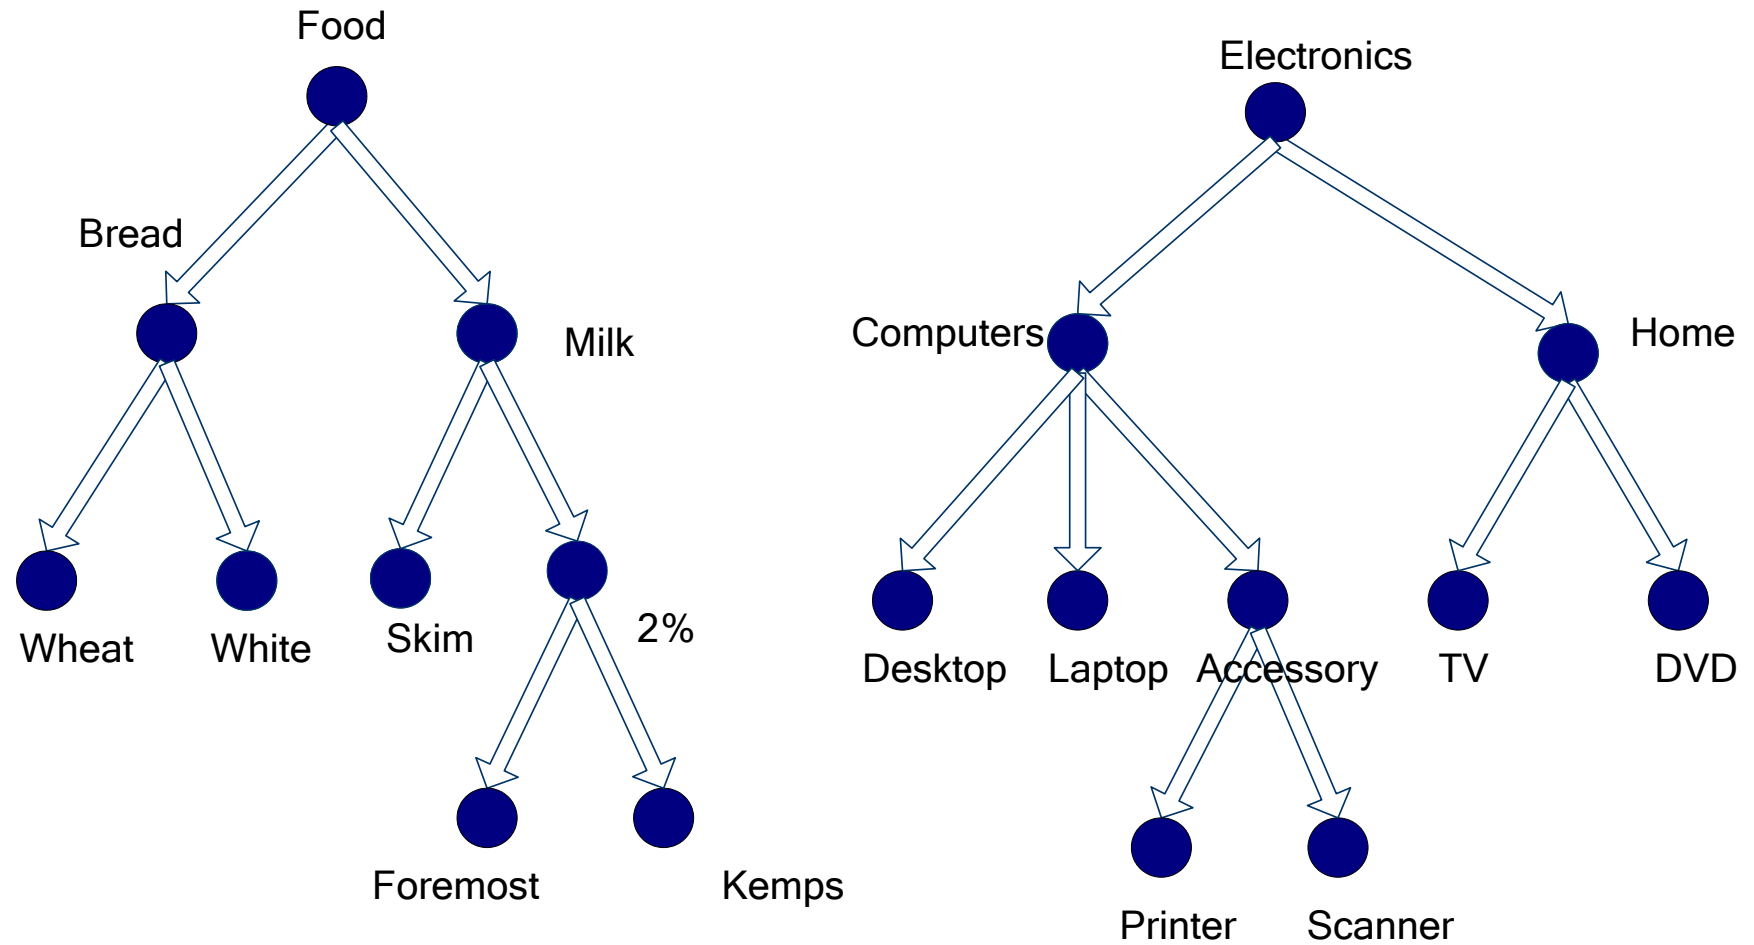 Food
Electronics
Bread
Milk
Computers
Home
Wheat
White
Skim
2%
Desktop
Laptop
Accessory
TV
DVD
Foremost
Kemps
Printer
Scanner